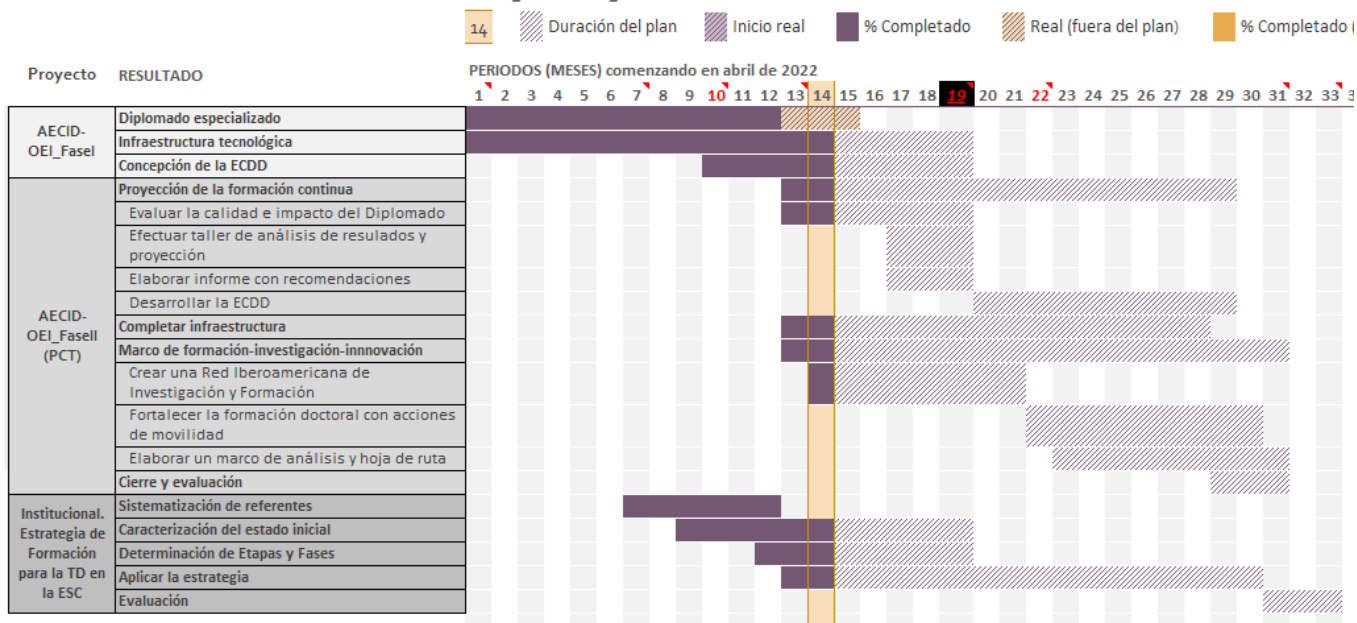 14 Duración del plan Inicio real % Completado Real (fuera del plan) % Completado (
Proyecto RESULTADO PERIODOS (MESES) comenzando en abril de 2022
1 2 3 4 5 6 7 8 9 10 11 12 13 14 15 16 17 18 19 20 21 22 23 24 25 26 27 28 29 30 31 32 33 3
AECID-
OEI_FaseI
Diplomado especializado
Infraestructura tecnológica
Concepción de la ECDD
AECID-
OEI_FaseII
(PCT)
Proyección de la formación continua
Evaluar la calidad e impacto del Diplomado
Efectuar taller de análisis de resulados y
proyección
Elaborar informe con recomendaciones
Desarrollar la ECDD
Completar infraestructura
Marco de formación-investigación-innnovación
Crear una Red Iberoamericana de
Investigación y Formación
Fortalecer la formación doctoral con acciones
de movilidad
Elaborar un marco de análisis y hoja de ruta
Cierre y evaluación
Institucional.
Estrategia de
Formación
para la TD en
la ESC
Sistematización de referentes
Caracterización del estado inicial
Determinación de Etapas y Fases
Aplicar la estrategia
Evaluación